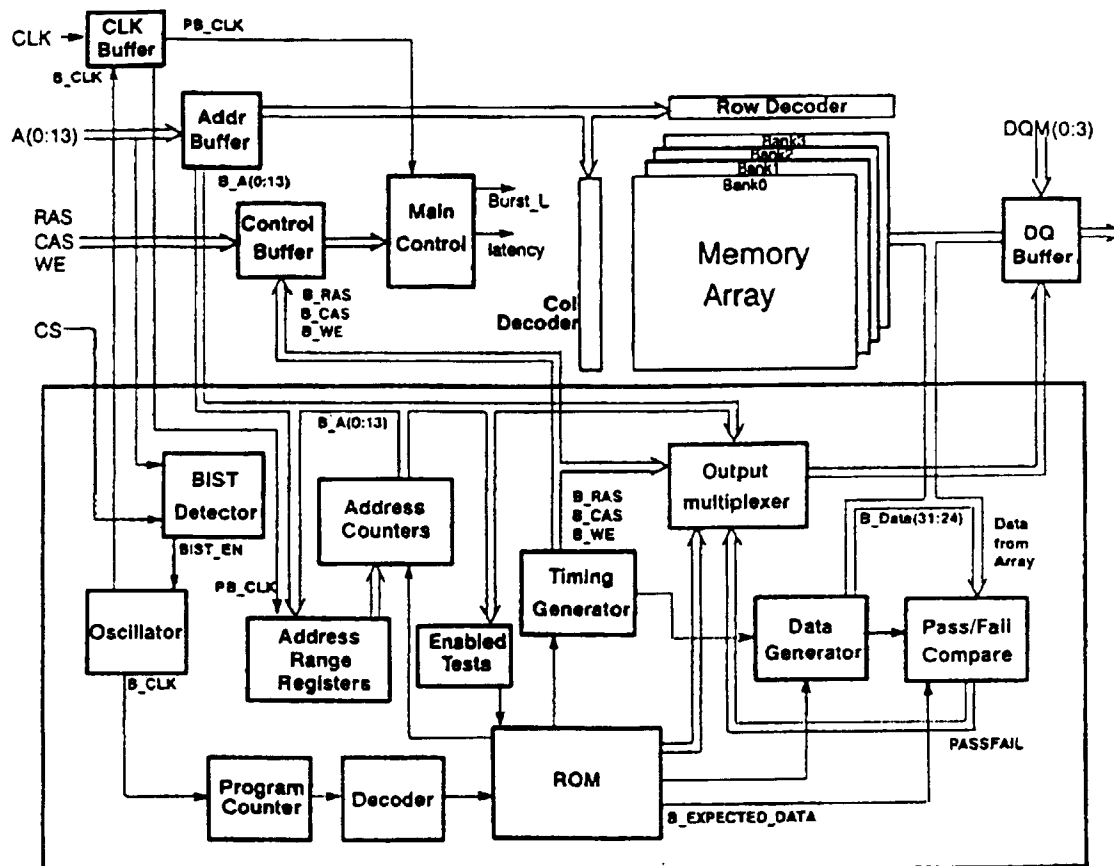 CLK
CLK
Buffer
PB_CLK
B_CLK
A(0:13)
Addr
Buffer
B_A(0:13)
Row Decoder
Bank3
Bank2
Bank1
Bank0
Memory
Array
DQM(0:3)
DQ
Buffer
RAS
CAS
WE
Control
Buffer
Main
Control
Burst_L
latency
Col
Decoder
B_RAS
B_CAS
B_WE
CS
B_A(0:13)
BIST
Detector
BIST_EN
Address
Counters
Output
multiplexer
B_RAS
B_CAS
B_WE
B_Data(31:24)
Data
from
Array
PB_CLK
Oscillator
B_CLK
Address
Range
Registers
Enabled
Tests
Timing
Generator
Data
Generator
Pass/Fail
Compare
PASSFAIL
Program
Counter
Decoder
ROM
B_EXPECTED_DATA